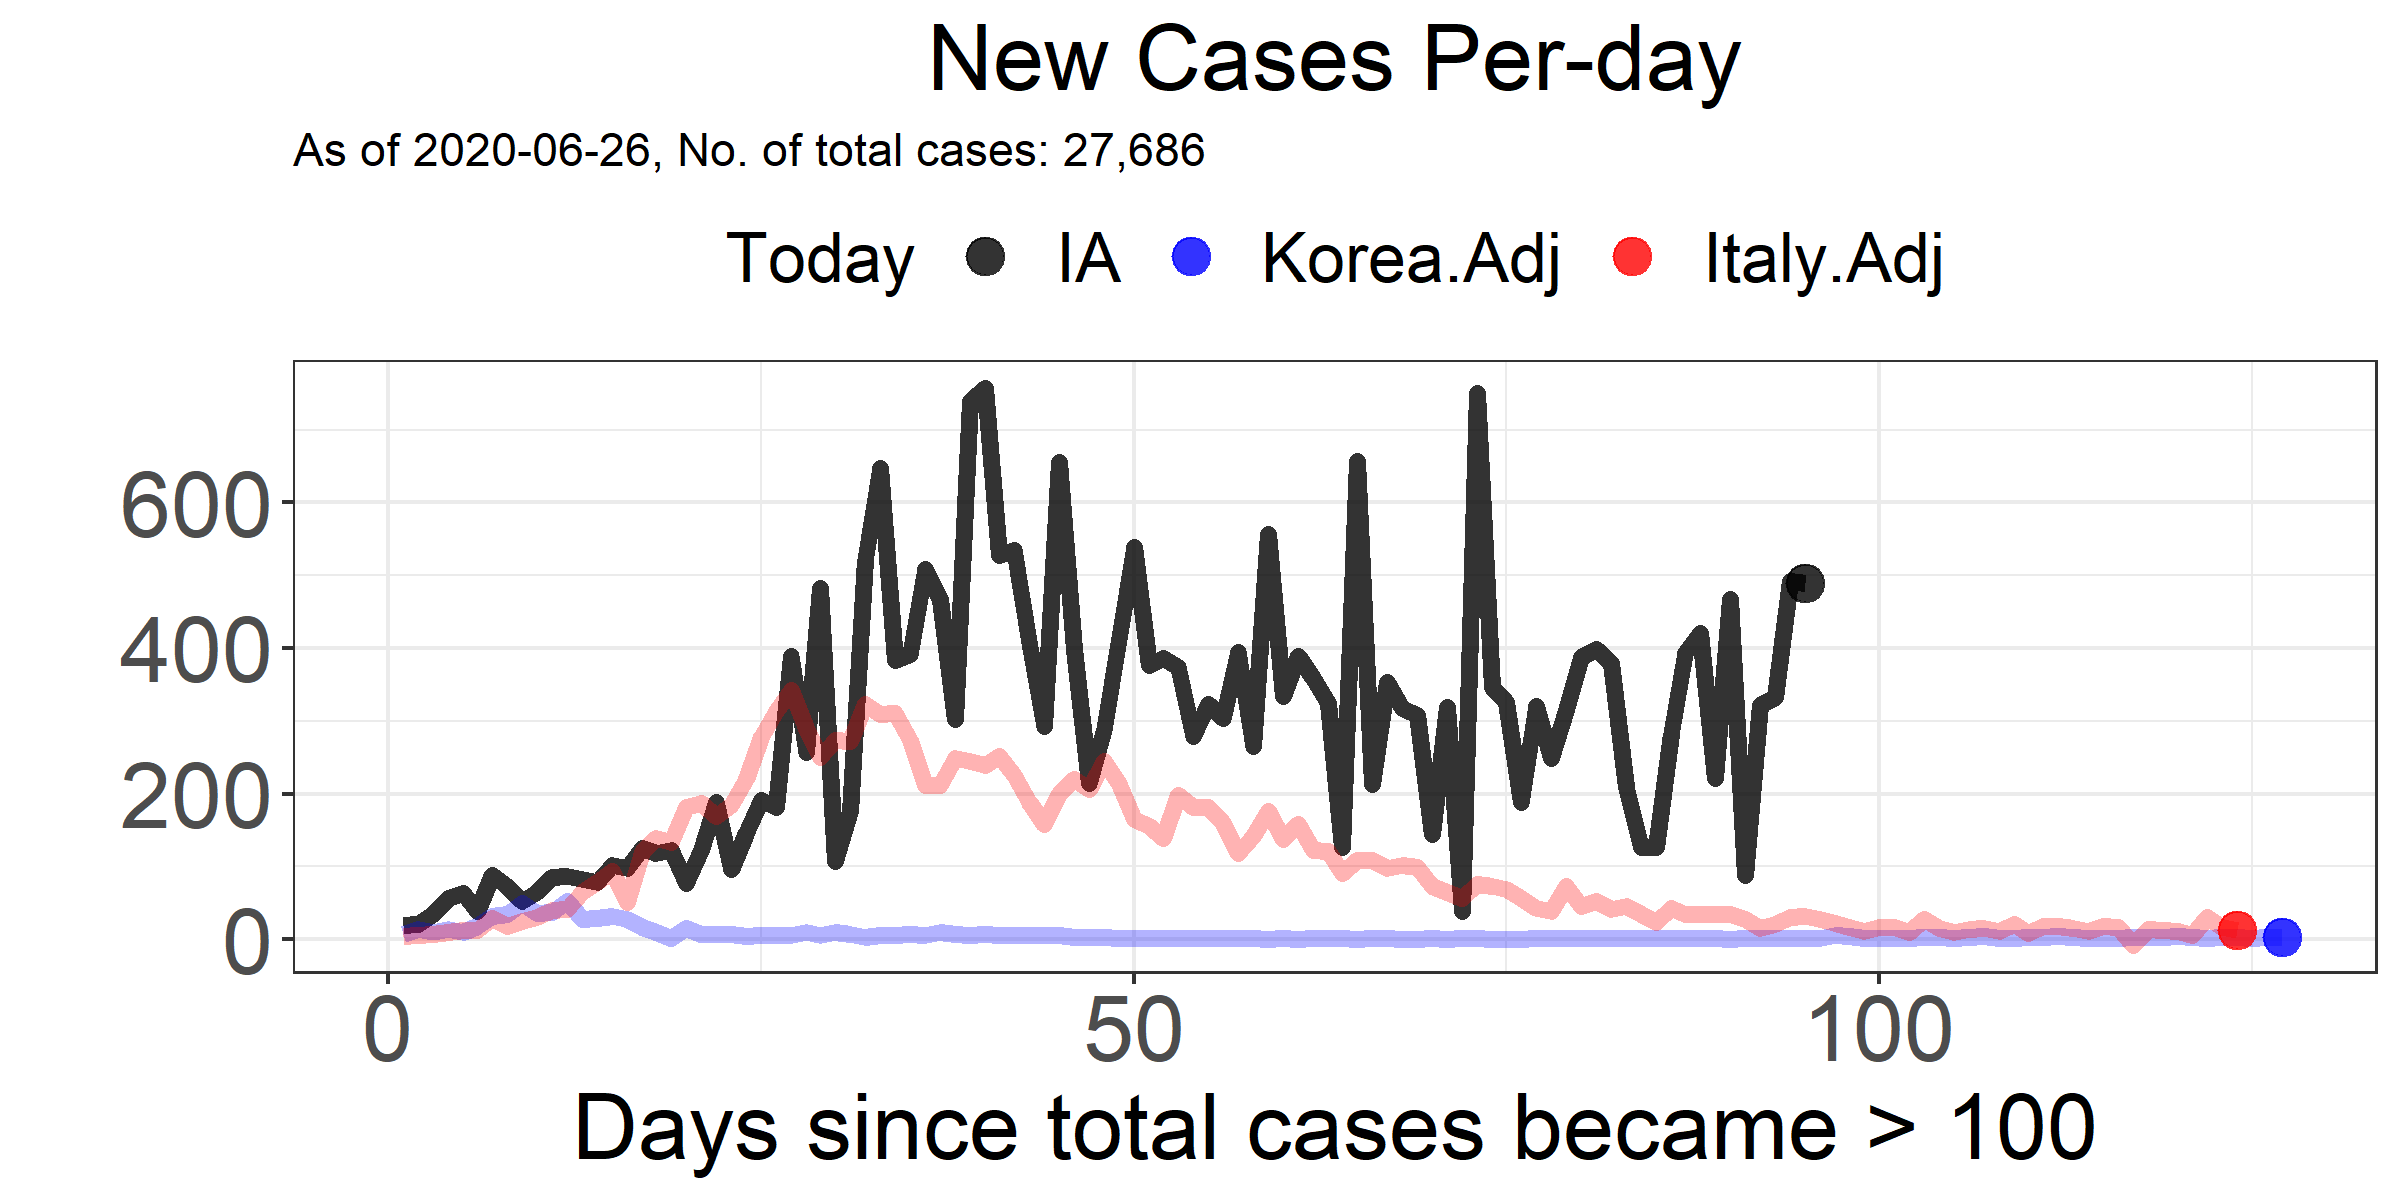 New Cases Per-day
As of 2020-06-26, No. of total cases: 27,686
Today IA Korea.Adj Italy.Adj
600
400
200
0
0 50 100
Days since total cases became > 100